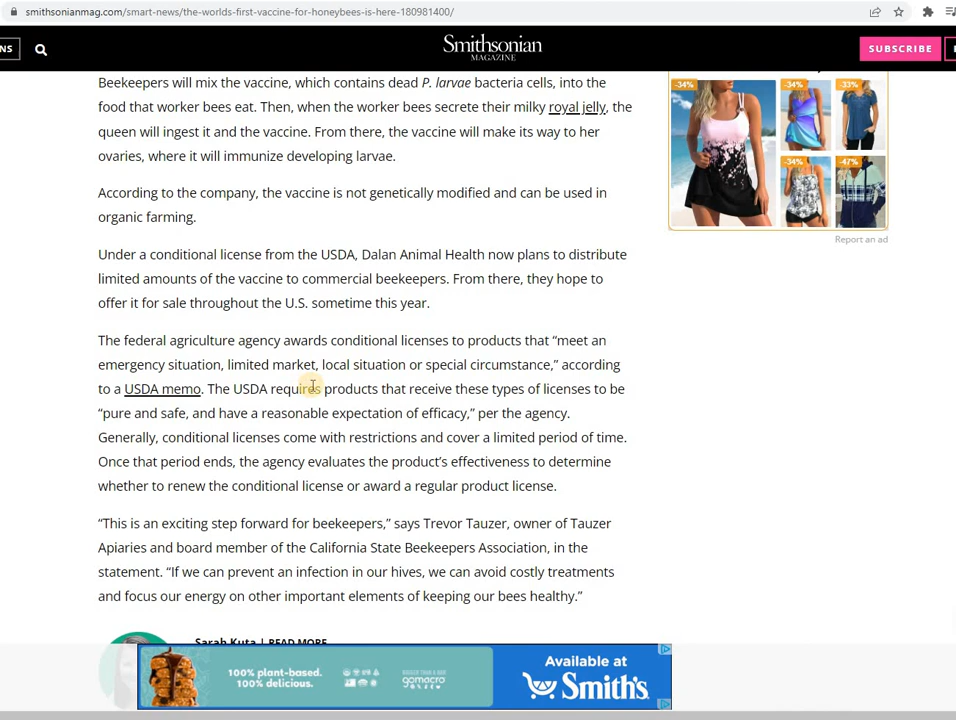 smithsonianmag.com/smart-news/the-worlds-first-vaccine-for-honeybees-is-here-180981400/
NS
Smithsonian
MAGAZINE
SUBSCRIBE
Beekeepers will mix the vaccine, which contains dead P. larvae bacteria cells, into the
food that worker bees eat. Then, when the worker bees secrete their milky royal jelly, the
queen will ingest it and the vaccine. From there, the vaccine will make its way to her
ovaries, where it will immunize developing larvae.
According to the company, the vaccine is not genetically modified and can be used in
organic farming.
Under a conditional license from the USDA, Dalan Animal Health now plans to distribute
limited amounts of the vaccine to commercial beekeepers. From there, they hope to
offer it for sale throughout the U.S. sometime this year.
The federal agriculture agency awards conditional licenses to products that “meet an
emergency situation, limited market, local situation or special circumstance,” according
to a USDA memo. The USDA requires products that receive these types of licenses to be
“pure and safe, and have a reasonable expectation of efficacy,” per the agency.
Generally, conditional licenses come with restrictions and cover a limited period of time.
Once that period ends, the agency evaluates the product’s effectiveness to determine
whether to renew the conditional license or award a regular product license.
“This is an exciting step forward for beekeepers,” says Trevor Tauzer, owner of Tauzer
Apiaries and board member of the California State Beekeepers Association, in the
statement. “If we can prevent an infection in our hives, we can avoid costly treatments
and focus our energy on other important elements of keeping our bees healthy.”
Sarah Kuta | READ MORE
-34%
-34%
-33%
-34%
-47%
Report an ad
100% plant-based.
100% delicious.
gomacro
Available at
Smith's